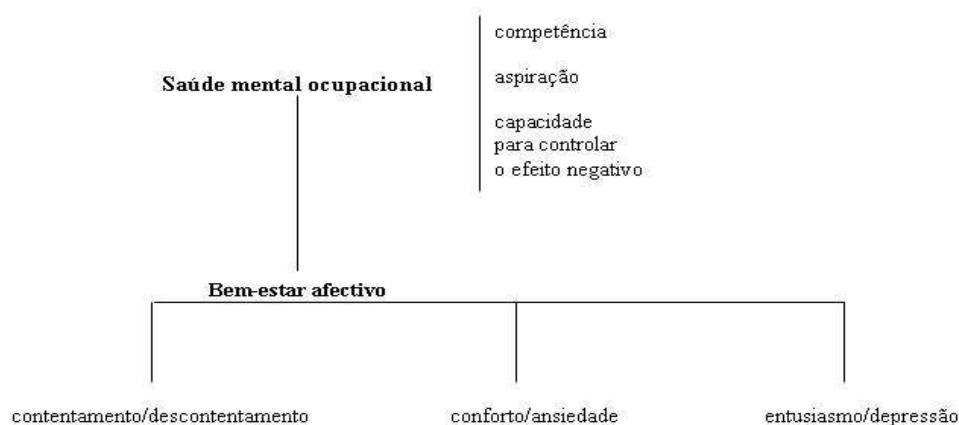 competência
Saúde mental ocupacional
aspiração
capacidade
para controlar
o efeito negativo
Bem-estar afectivo
contentamento/descontentamento
conforto/ansiedade
entusiasmo/depressão